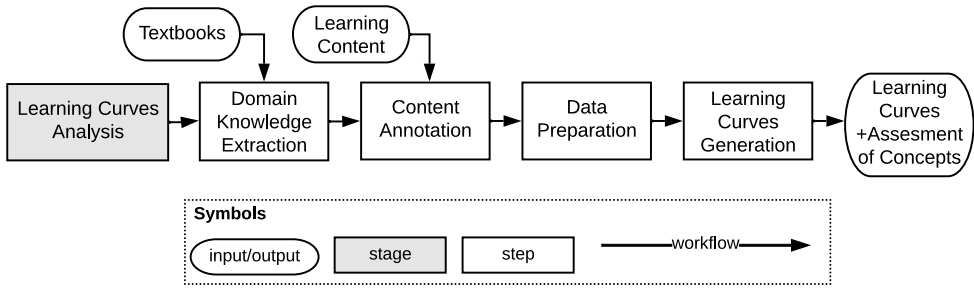 Textbooks
Learning
Content
Learning Curves
Analysis
Domain
Knowledge
Extraction
Content
Annotation
Data
Preparation
Learning
Curves
Generation
Learning
Curves
+Assesment
of Concepts
Symbols
input/output
stage
step
workflow